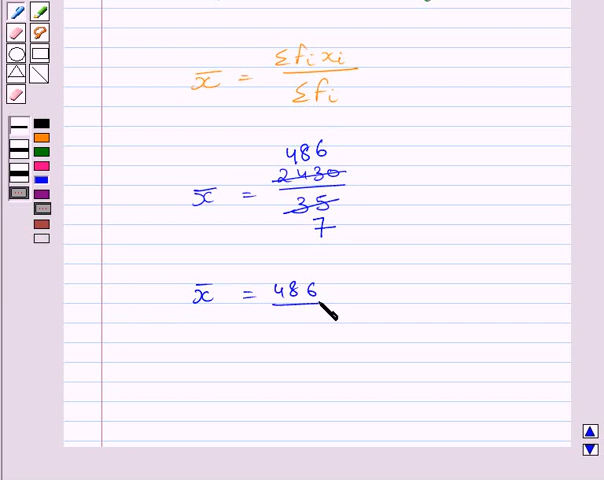 x̄ = Σfixi / Σfi
486
x̄ = 2430 / 35
7
x̄ = 486